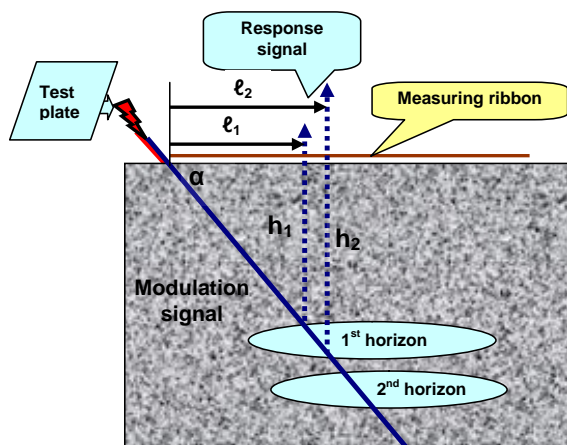 Response
signal
Test
plate
ℓ2
Measuring ribbon
ℓ1
α
h1
h2
Modulation
signal
1st horizon
2nd horizon